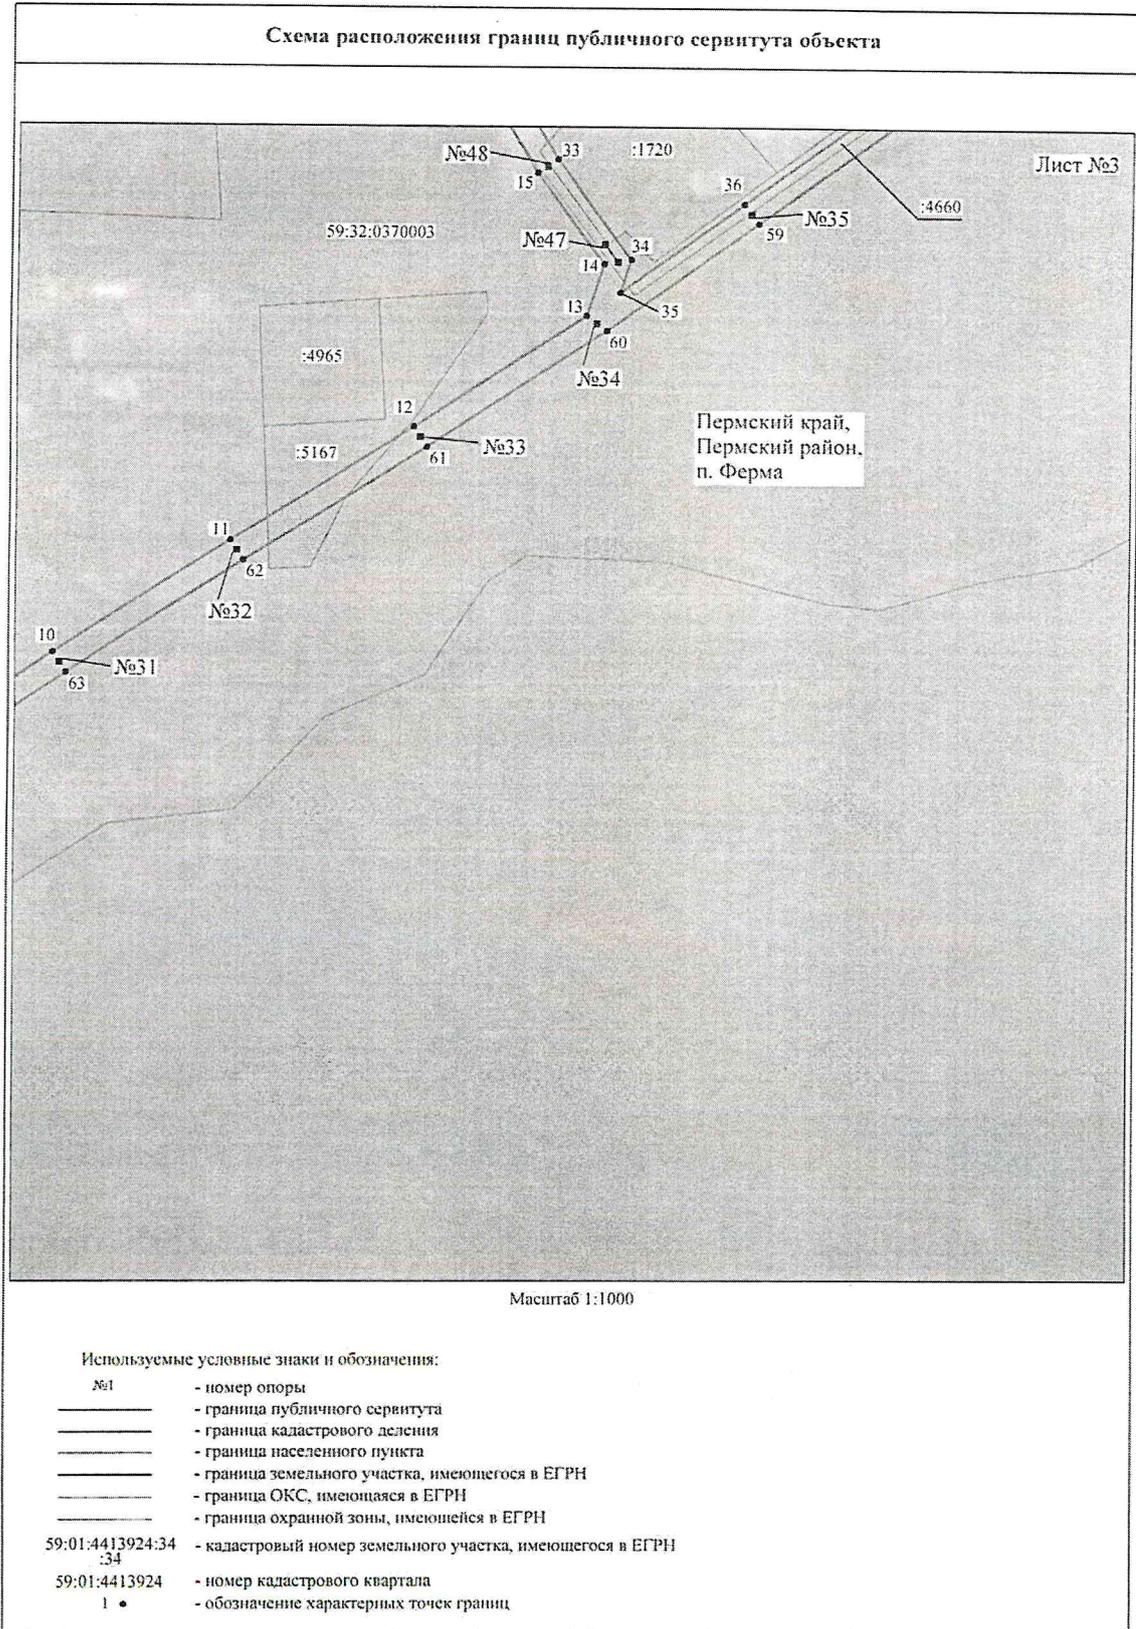 Схема расположения границ публичного сервитута объекта
Лист №3
№48
33
:1720
15
36
:4660
№35
59
59:32:0370003
№47
34
14
13
35
60
:4965
№34
12
Пермский край,
Пермский район,
п. Ферма
:5167
№33
61
11
62
№32
10
№31
63
Масштаб 1:1000
Используемые условные знаки и обозначения:
№1 - номер опоры
- граница публичного сервитута
- граница кадастрового деления
- граница населенного пункта
- граница земельного участка, имеющегося в ЕГРН
- граница ОКС, имеющаяся в ЕГРН
- граница охранной зоны, имеющейся в ЕГРН
59:01:4413924:34 - кадастровый номер земельного участка, имеющегося в ЕГРН
:34
59:01:4413924 - номер кадастрового квартала
1 - обозначение характерных точек границ